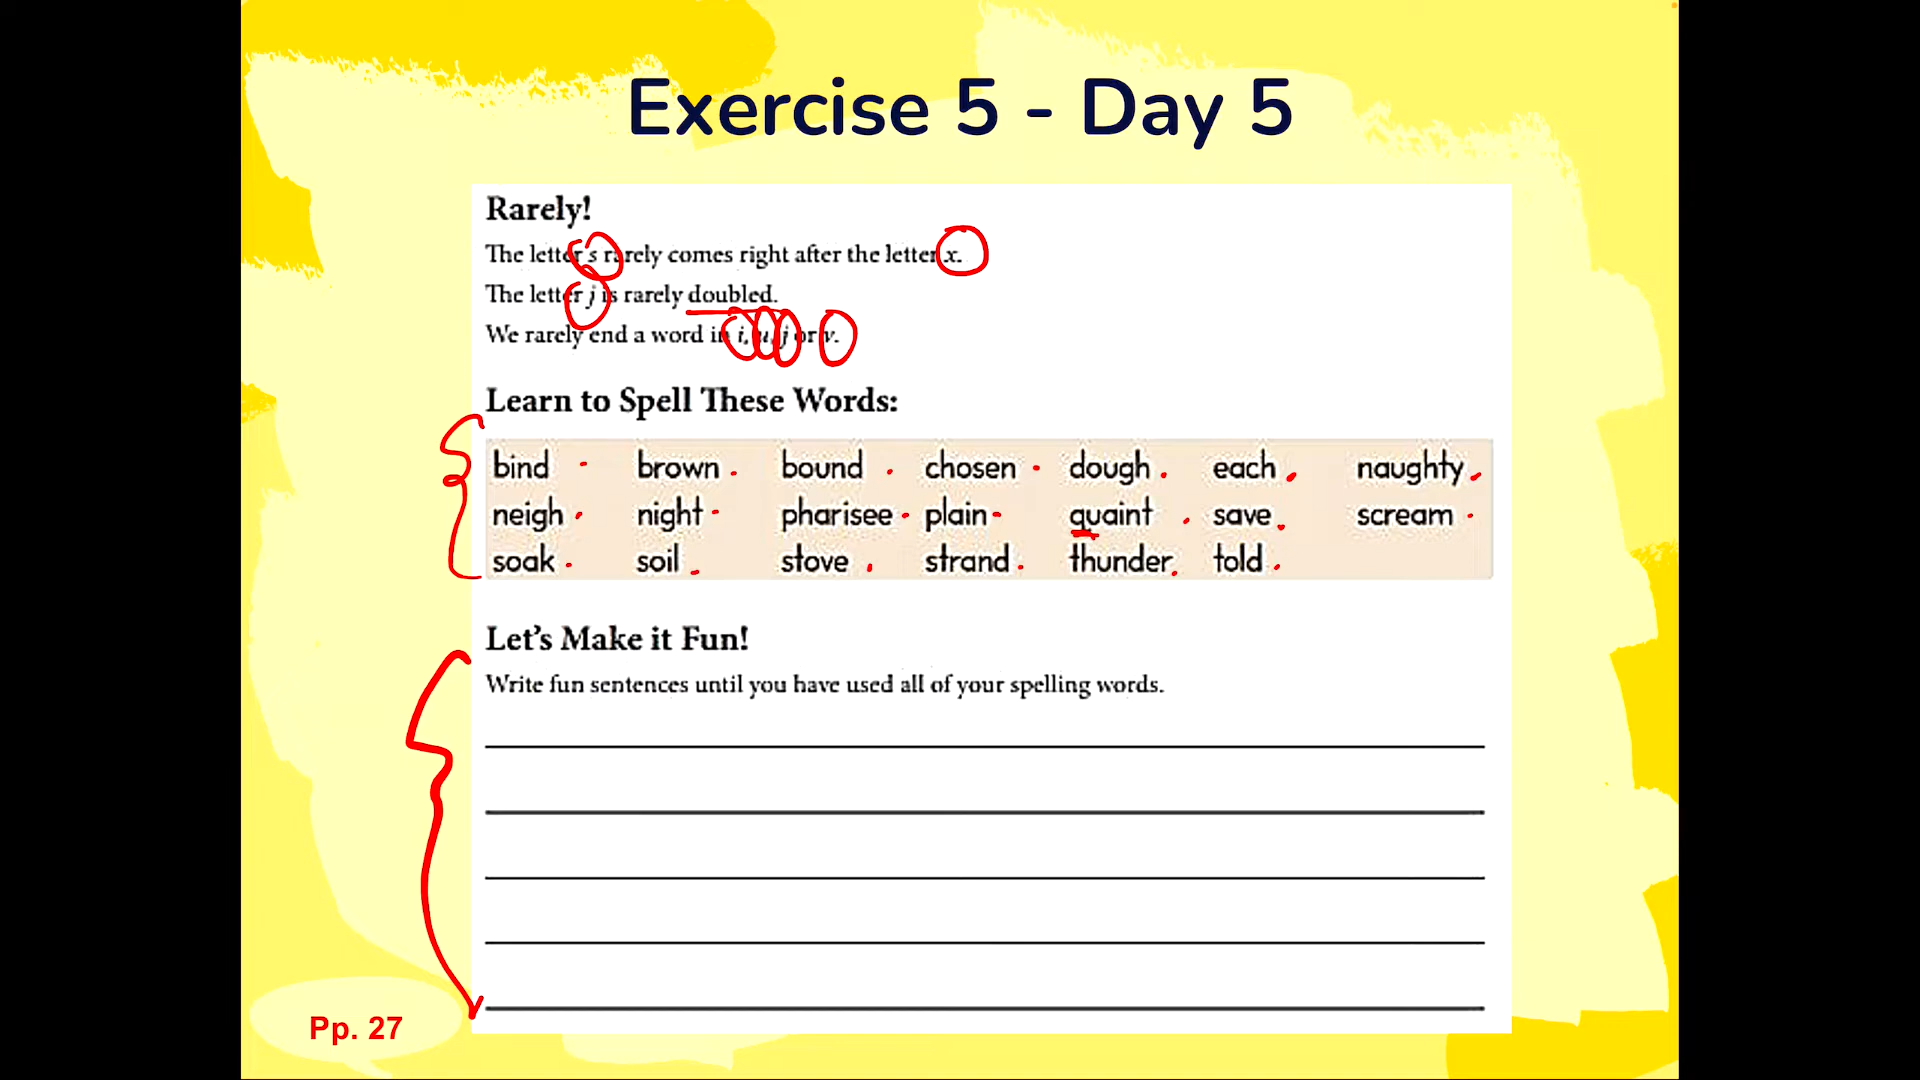 Exercise 5 - Day 5
Rarely!
The letter s rarely comes right after the letter x.
The letter j is rarely doubled.
We rarely end a word in i, u, j or v.
Learn to Spell These Words:
bind brown bound chosen dough each naughty
neigh night pharisee plain quaint save scream
soak soil stove strand thunder told
Let's Make it Fun!
Write fun sentences until you have used all of your spelling words.
Pp. 27